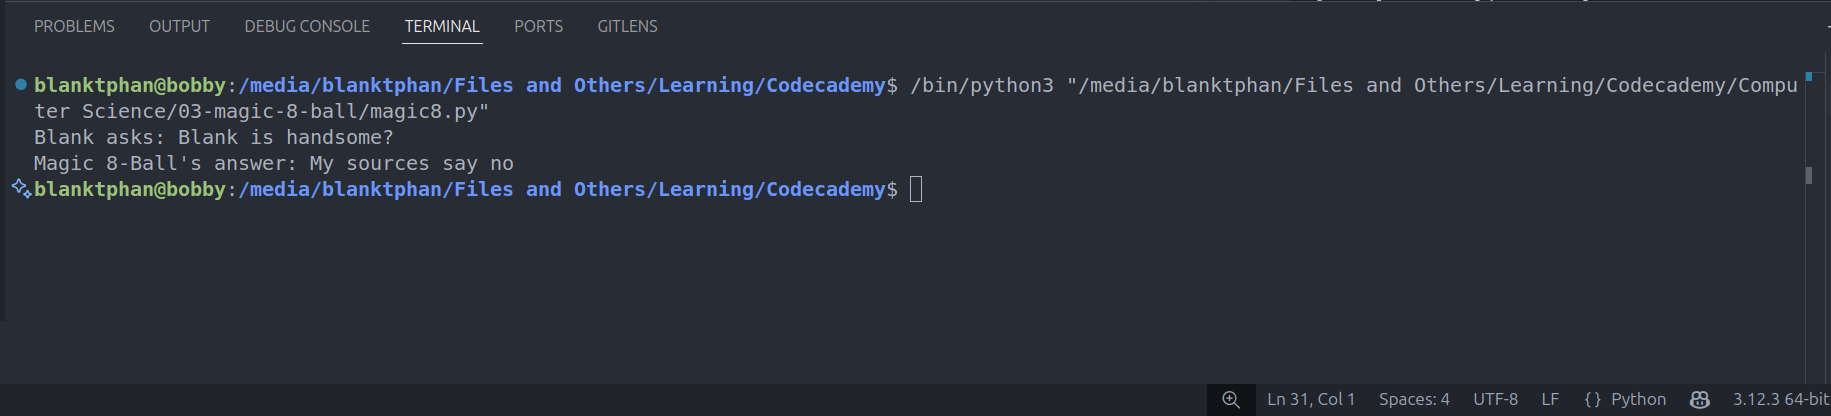 PROBLEMS OUTPUT DEBUG CONSOLE TERMINAL PORTS GITLENS
blanktphan@bobby:/media/blanktphan/Files and Others/Learning/Codecademy$ /bin/python3 "/media/blanktphan/Files and Others/Learning/Codecademy/Compu
ter Science/03-magic-8-ball/magic8.py"
Blank asks: Blank is handsome?
Magic 8-Ball's answer: My sources say no
blanktphan@bobby:/media/blanktphan/Files and Others/Learning/Codecademy$
Ln 31, Col 1 Spaces: 4 UTF-8 LF {} Python 3.12.3 64-bit